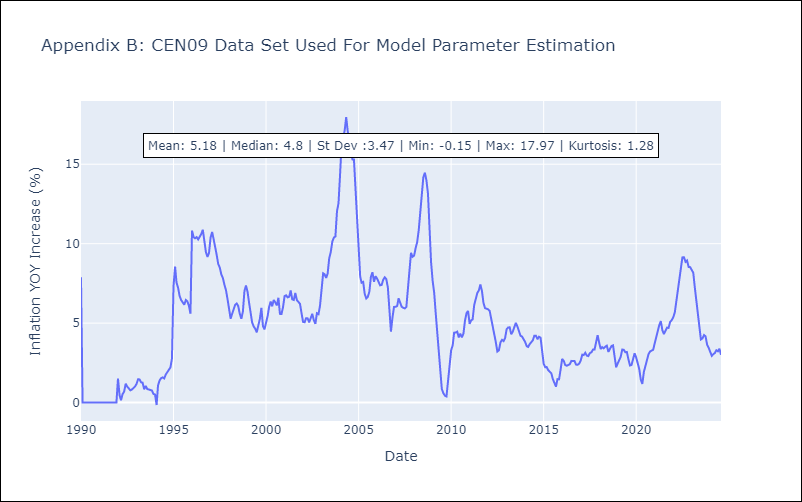 Appendix B: CEN09 Data Set Used For Model Parameter Estimation
Mean: 5.18 | Median: 4.8 | St Dev :3.47 | Min: -0.15 | Max: 17.97 | Kurtosis: 1.28
Inflation YOY Increase (%)
15
10
5
0
1990
1995
2000
2005
2010
2015
2020
Date